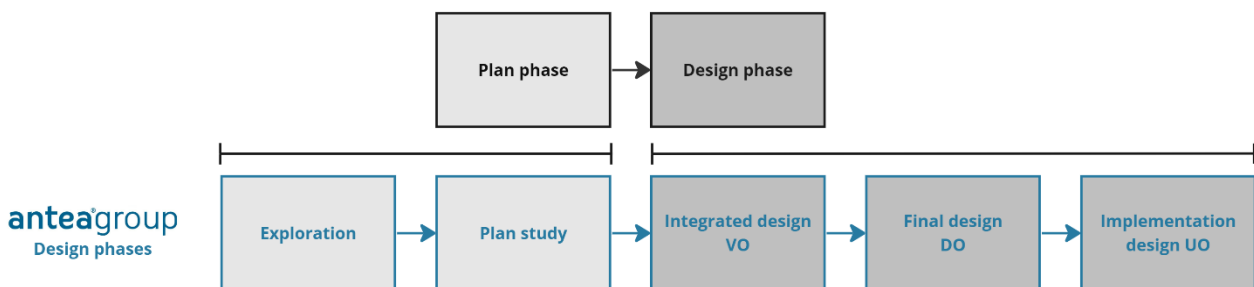 Plan phase
Design phase
anteagroup
Design phases
Exploration
Plan study
Integrated design
VO
Final design
DO
Implementation
design UO